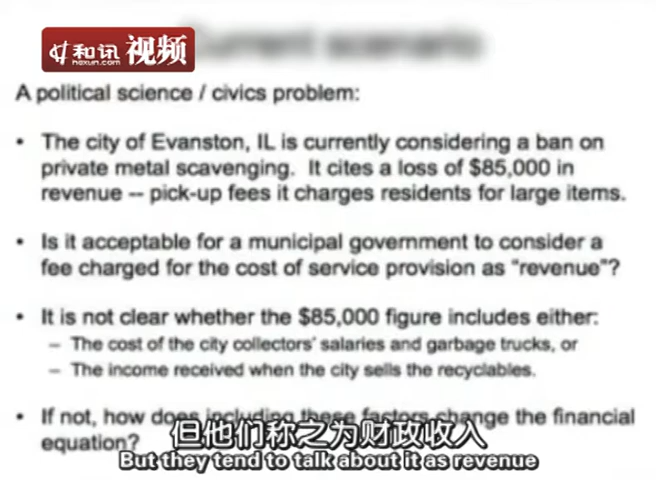 和讯 视频
hexun.com
Current scenario
A political science / civics problem:
• The city of Evanston, IL is currently considering a ban on
private metal scavenging. It cites a loss of $85,000 in
revenue -- pick-up fees it charges residents for large items.
• Is it acceptable for a municipal government to consider a
fee charged for the cost of service provision as "revenue"?
• It is not clear whether the $85,000 figure includes either:
– The cost of the city collectors' salaries and garbage trucks, or
– The income received when the city sells the recyclables.
• If not, how does including these factors change the financial
equation?
但他们称之为财政收入
But they tend to talk about it as revenue